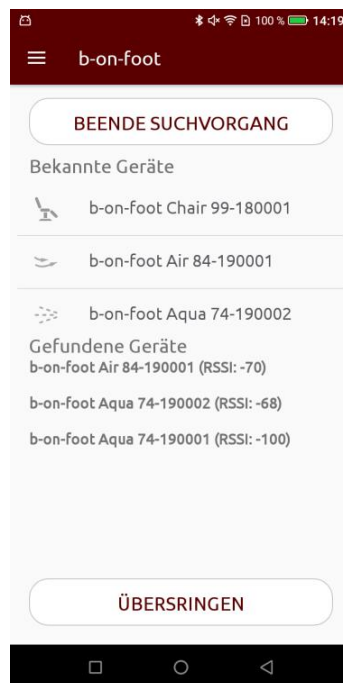 100 % 14:19
b-on-foot
BEENDE SUCHVORGANG
Bekannte Geräte
b-on-foot Chair 99-180001
b-on-foot Air 84-190001
b-on-foot Aqua 74-190002
Gefundene Geräte
b-on-foot Air 84-190001 (RSSI: -70)
b-on-foot Aqua 74-190002 (RSSI: -68)
b-on-foot Aqua 74-190001 (RSSI: -100)
ÜBERSRINGEN